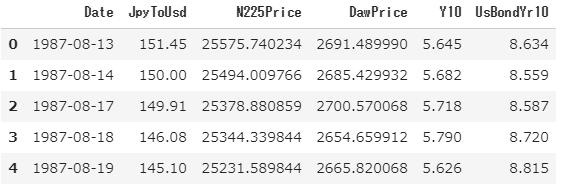 Date JpyToUsd N225Price DawPrice Y10 UsBondYr10
0 1987-08-13 151.45 25575.740234 2691.489990 5.645 8.634
1 1987-08-14 150.00 25494.009766 2685.429932 5.682 8.559
2 1987-08-17 149.91 25378.880859 2700.570068 5.718 8.587
3 1987-08-18 146.08 25344.339844 2654.659912 5.790 8.720
4 1987-08-19 145.10 25231.589844 2665.820068 5.626 8.815